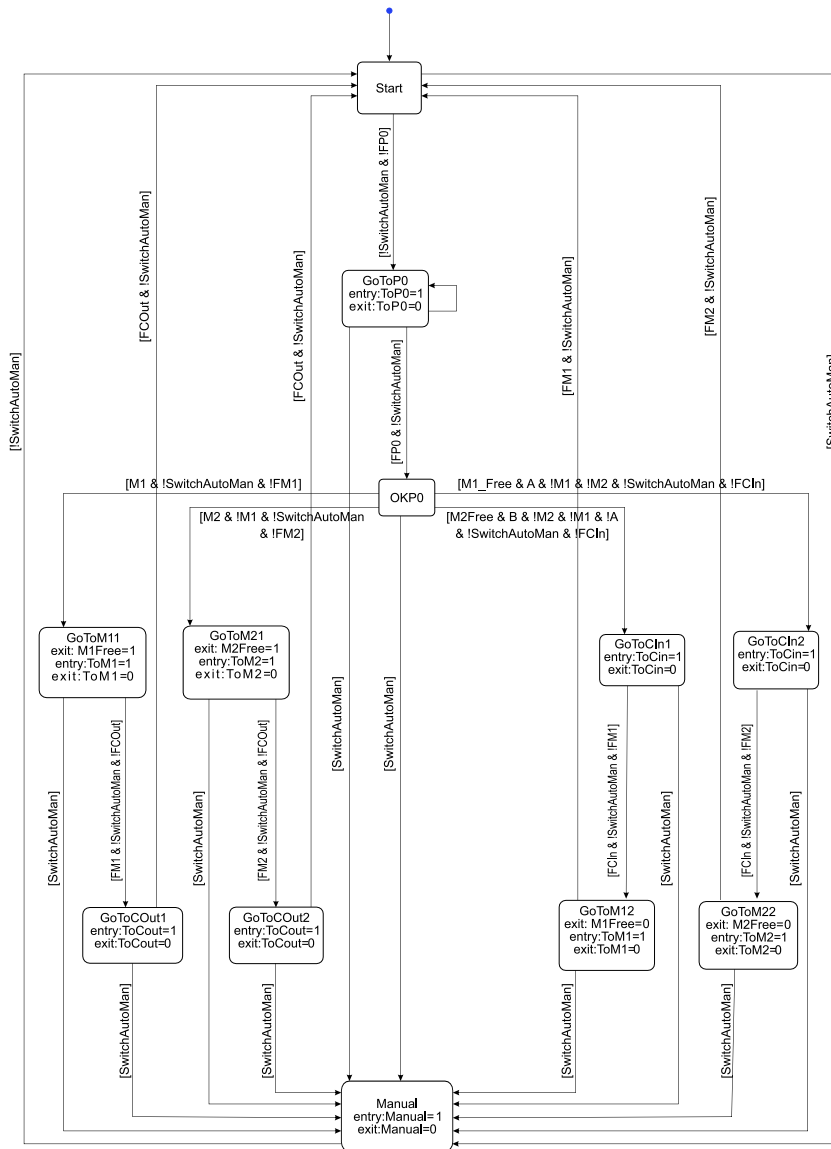 Start
[!SwitchAutoMan & !FP0]
[FCOut & !SwitchAutoMan]
[FCOut & !SwitchAutoMan]
[FM1 & !SwitchAutoMan]
[FM2 & !SwitchAutoMan]
[!SwitchAutoMan]
[SwitchAutoMan]
GoToP0
entry:ToP0=1
exit:ToP0=0
[FP0 & !SwitchAutoMan]
OKP0
[M1 & !SwitchAutoMan & !FM1]
[M1_Free & A & !M1 & !M2 & !SwitchAutoMan & !FCIn]
[M2 & !M1 & !SwitchAutoMan
& !FM2]
[M2Free & B & !M2 & !M1 & !A
& !SwitchAutoMan & !FCIn]
GoToM11
exit: M1Free=1
entry:ToM1=1
exit:ToM1=0
GoToM21
exit: M2Free=1
entry:ToM2=1
exit:ToM2=0
GoToCIn1
entry:ToCin=1
exit:ToCin=0
GoToCIn2
entry:ToCin=1
exit:ToCin=0
[SwitchAutoMan]
[FM1 & !SwitchAutoMan & !FCOut]
[SwitchAutoMan]
[FM2 & !SwitchAutoMan & !FCOut]
[SwitchAutoMan]
[SwitchAutoMan]
[FCIn & !SwitchAutoMan & !FM1]
[SwitchAutoMan]
[FCIn & !SwitchAutoMan & !FM2]
[SwitchAutoMan]
GoToCOut1
entry:ToCout=1
exit:ToCout=0
GoToCOut2
entry:ToCout=1
exit:ToCout=0
GoToM12
exit: M1Free=0
entry:ToM1=1
exit:ToM1=0
GoToM22
exit: M2Free=0
entry:ToM2=1
exit:ToM2=0
[SwitchAutoMan]
[SwitchAutoMan]
[SwitchAutoMan]
[SwitchAutoMan]
Manual
entry:Manual=1
exit:Manual=0